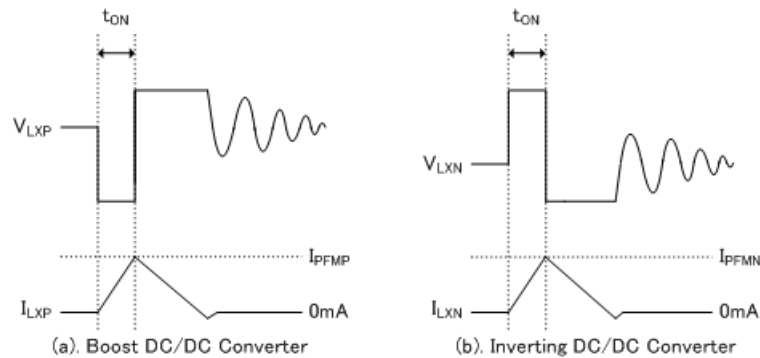 tON
tON
VLXP
VLXN
IPFMP
IPFMN
ILXP
0mA
ILXN
0mA
(a). Boost DC/DC Converter
(b). Inverting DC/DC Converter